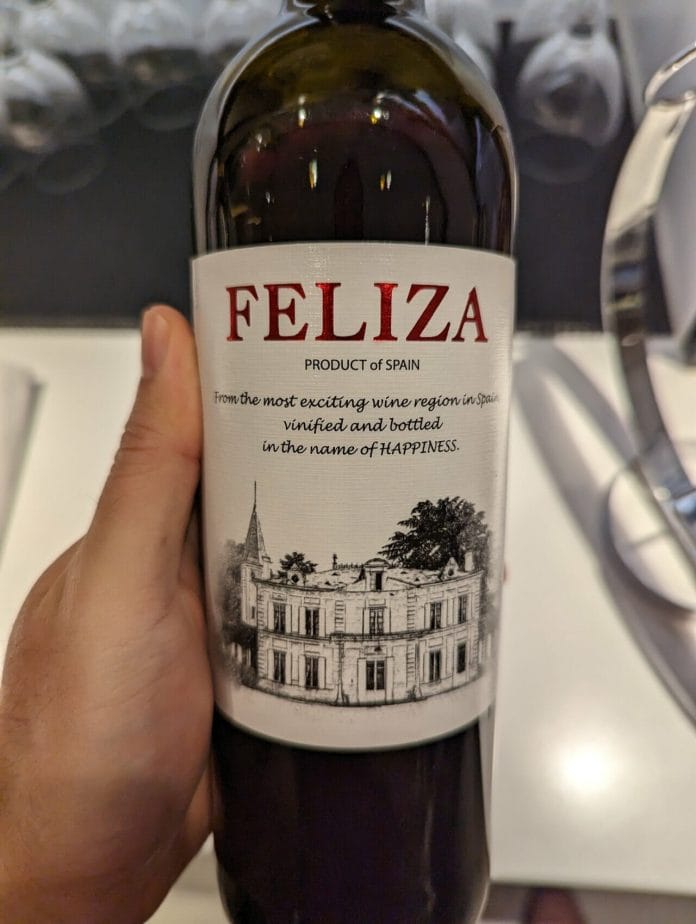 FELIZA
PRODUCT of SPAIN
From the most exciting wine region in Spain,
vinified and bottled
in the name of HAPPINESS.